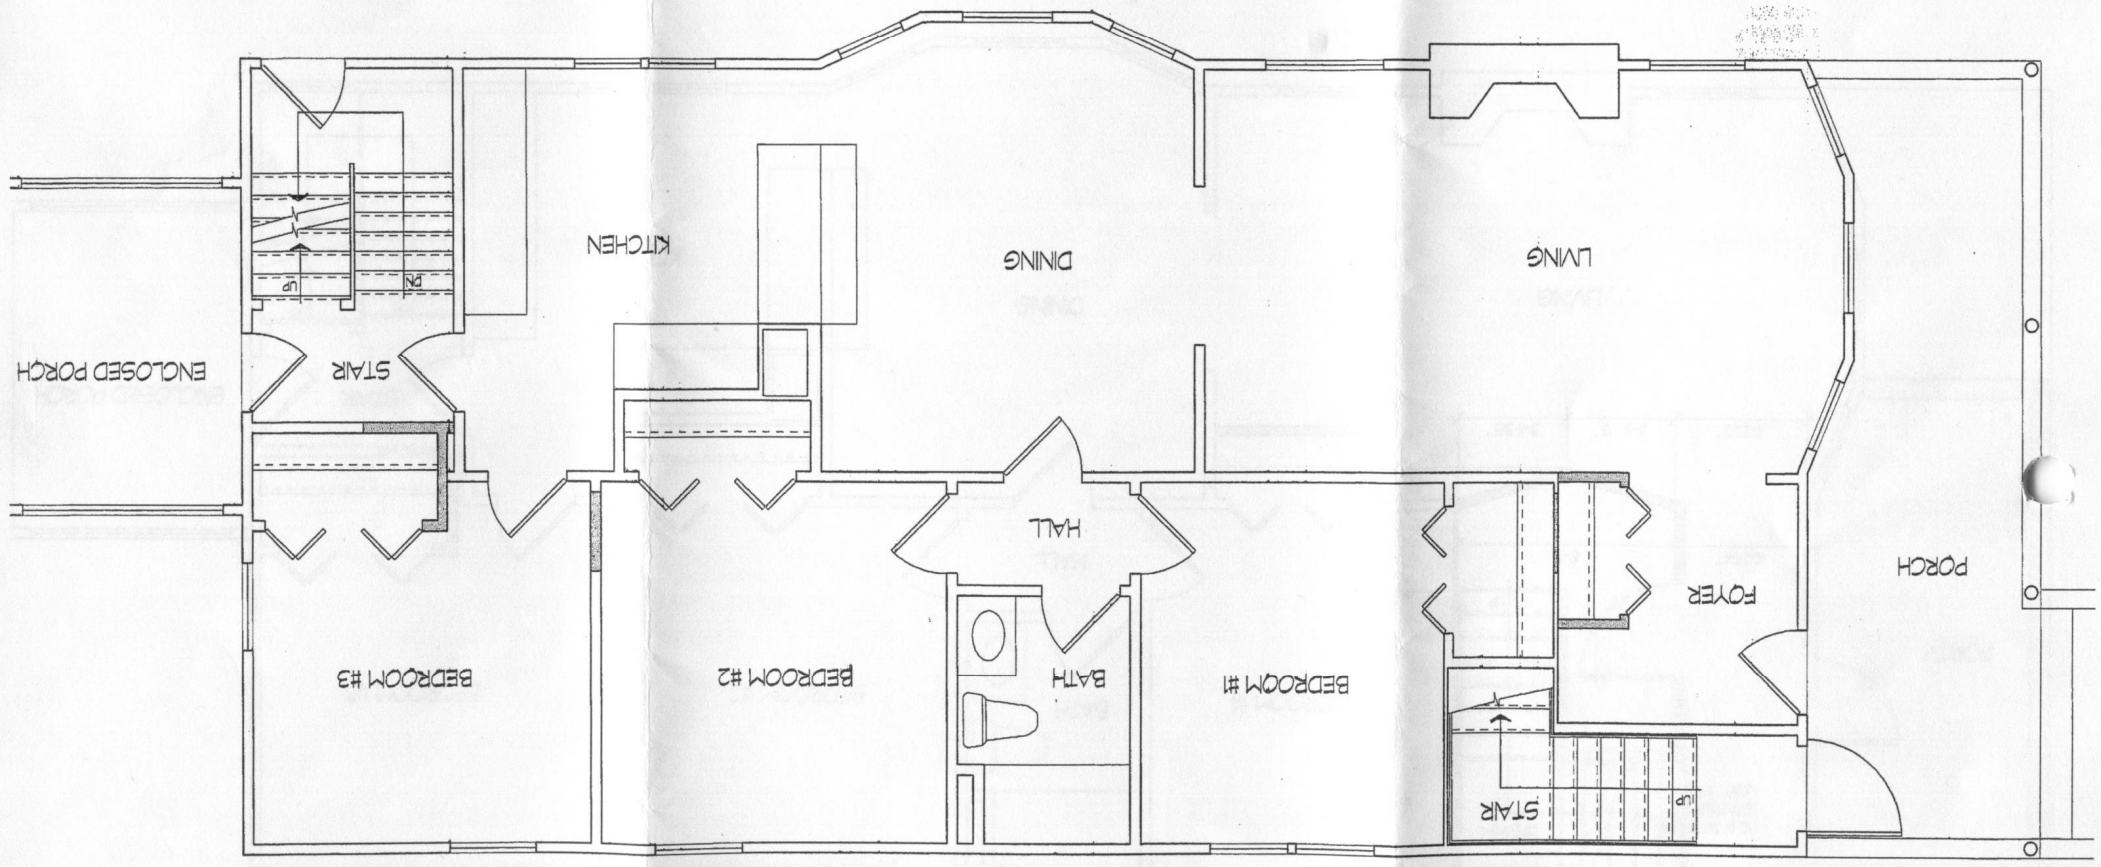 STAIR
UP
BEDROOM #1
BATH
BEDROOM #2
BEDROOM #3
PORCH
FOYER
HALL
STAIR
ENCLOSED PORCH
UP
DN
LIVING
DINING
KITCHEN